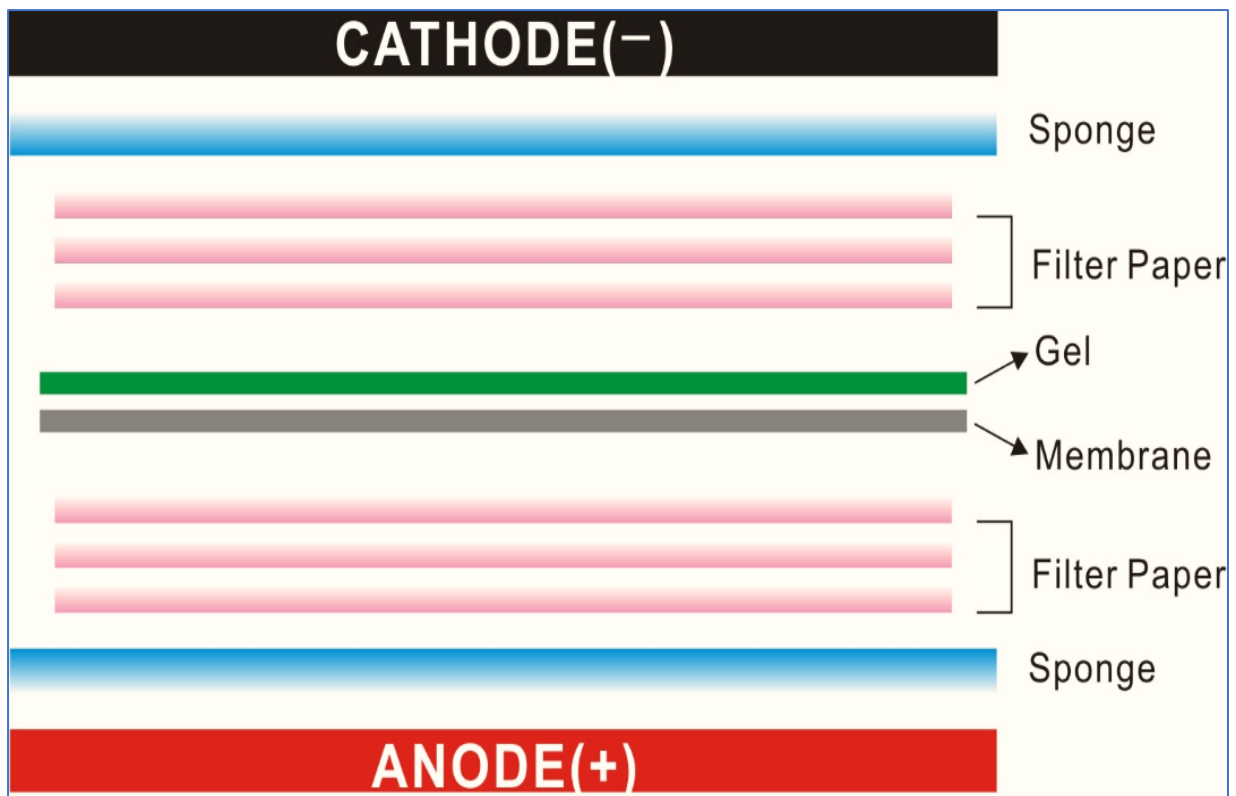 CATHODE(−)
Sponge
Filter Paper
Gel
Membrane
Filter Paper
Sponge
ANODE(+)